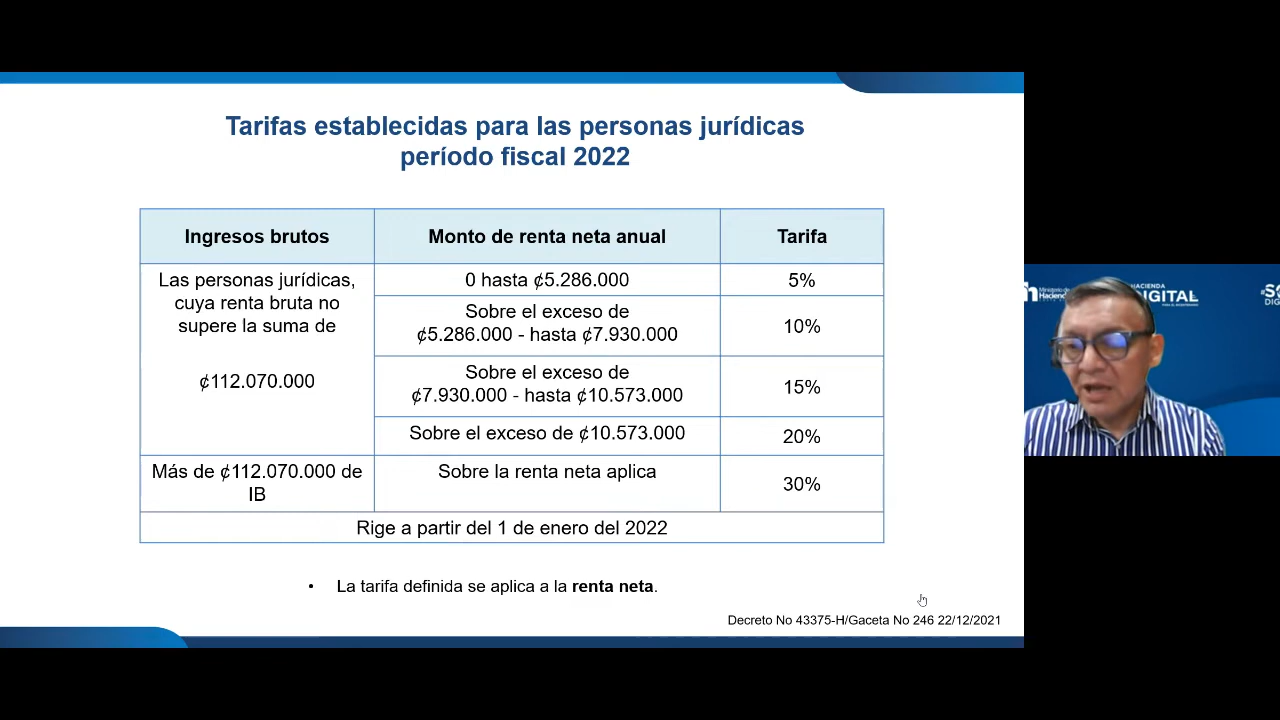 Tarifas establecidas para las personas jurídicas
período fiscal 2022
Ingresos brutos
Monto de renta neta anual
Tarifa
Las personas jurídicas,
cuya renta bruta no
supere la suma de
₡112.070.000
0 hasta ₡5.286.000
5%
Sobre el exceso de
₡5.286.000 - hasta ₡7.930.000
10%
Sobre el exceso de
₡7.930.000 - hasta ₡10.573.000
15%
Sobre el exceso de ₡10.573.000
20%
Más de ₡112.070.000 de
IB
Sobre la renta neta aplica
30%
Rige a partir del 1 de enero del 2022
• La tarifa definida se aplica a la renta neta.
Decreto No 43375-H/Gaceta No 246 22/12/2021
Ministerio de
Hacienda
HACIENDA
DIGITAL